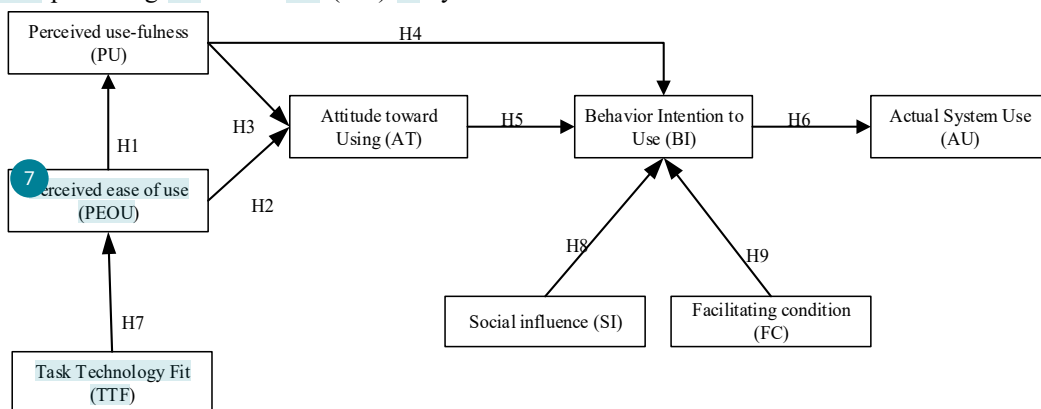 Perceived use-fulness
(PU)
H4
Attitude toward
Using (AT)
Behavior Intention to
Use (BI)
Actual System Use
(AU)
H3
H5
H6
H1
7
erceived ease of use
(PEOU)
H2
H8
H9
Social influence (SI)
Facilitating condition
(FC)
H7
Task Technology Fit
(TTF)